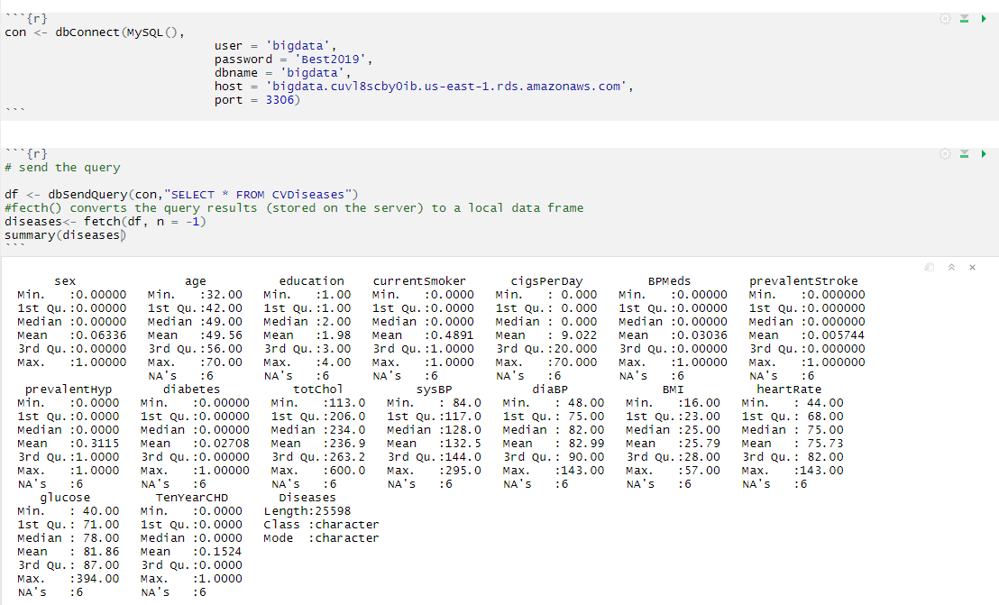 ```{r}
con <- dbConnect(MySQL(),
                             user = 'bigdata',
                             password = 'Best2019',
                             dbname = 'bigdata',
                             host = 'bigdata.cuvl8scby0ib.us-east-1.rds.amazonaws.com',
                             port = 3306)
```
```{r}
# send the query
df <- dbSendQuery(con,"SELECT * FROM CVDiseases")
#fecth() converts the query results (stored on the server) to a local data frame
diseases<- fetch(df, n = -1)
summary(diseases)
```
sex age education currentSmoker cigsPerDay BPMeds prevalentStroke
Min. :0.00000 Min. :32.00 Min. :1.00 Min. :0.0000 Min. : 0.000 Min. :0.00000 Min. :0.000000
1st Qu.:0.00000 1st Qu.:42.00 1st Qu.:1.00 1st Qu.:0.0000 1st Qu.: 0.000 1st Qu.:0.00000 1st Qu.:0.000000
Median :0.00000 Median :49.00 Median :2.00 Median :0.0000 Median : 0.000 Median :0.00000 Median :0.000000
Mean :0.06336 Mean :49.56 Mean :1.98 Mean :0.4891 Mean : 9.022 Mean :0.03036 Mean :0.005744
3rd Qu.:0.00000 3rd Qu.:56.00 3rd Qu.:3.00 3rd Qu.:1.0000 3rd Qu.:20.000 3rd Qu.:0.00000 3rd Qu.:0.000000
Max. :1.00000 Max. :70.00 Max. :4.00 Max. :1.0000 Max. :70.000 Max. :1.00000 Max. :1.000000
NA's :6 NA's :6 NA's :6 NA's :6 NA's :6 NA's :6
prevalentHyp diabetes totChol sysBP diaBP BMI heartRate
Min. :0.0000 Min. :0.00000 Min. :113.0 Min. : 84.0 Min. : 48.00 Min. :16.00 Min. : 44.00
1st Qu.:0.0000 1st Qu.:0.00000 1st Qu.:206.0 1st Qu.:117.0 1st Qu.: 75.00 1st Qu.:23.00 1st Qu.: 68.00
Median :0.0000 Median :0.00000 Median :234.0 Median :128.0 Median : 82.00 Median :25.00 Median : 75.00
Mean :0.3115 Mean :0.02708 Mean :236.9 Mean :132.5 Mean : 82.99 Mean :25.79 Mean : 75.73
3rd Qu.:1.0000 3rd Qu.:0.00000 3rd Qu.:263.2 3rd Qu.:144.0 3rd Qu.: 90.00 3rd Qu.:28.00 3rd Qu.: 82.00
Max. :1.0000 Max. :1.00000 Max. :600.0 Max. :295.0 Max. :143.00 Max. :57.00 Max. :143.00
NA's :6 NA's :6 NA's :6 NA's :6 NA's :6 NA's :6 NA's :6
glucose TenYearCHD Diseases
Min. : 40.00 Min. :0.0000 Length:25598
1st Qu.: 71.00 1st Qu.:0.0000 Class :character
Median : 78.00 Median :0.0000 Mode :character
Mean : 81.86 Mean :0.1524
3rd Qu.: 87.00 3rd Qu.:0.0000
Max. :394.00 Max. :1.0000
NA's :6 NA's :6